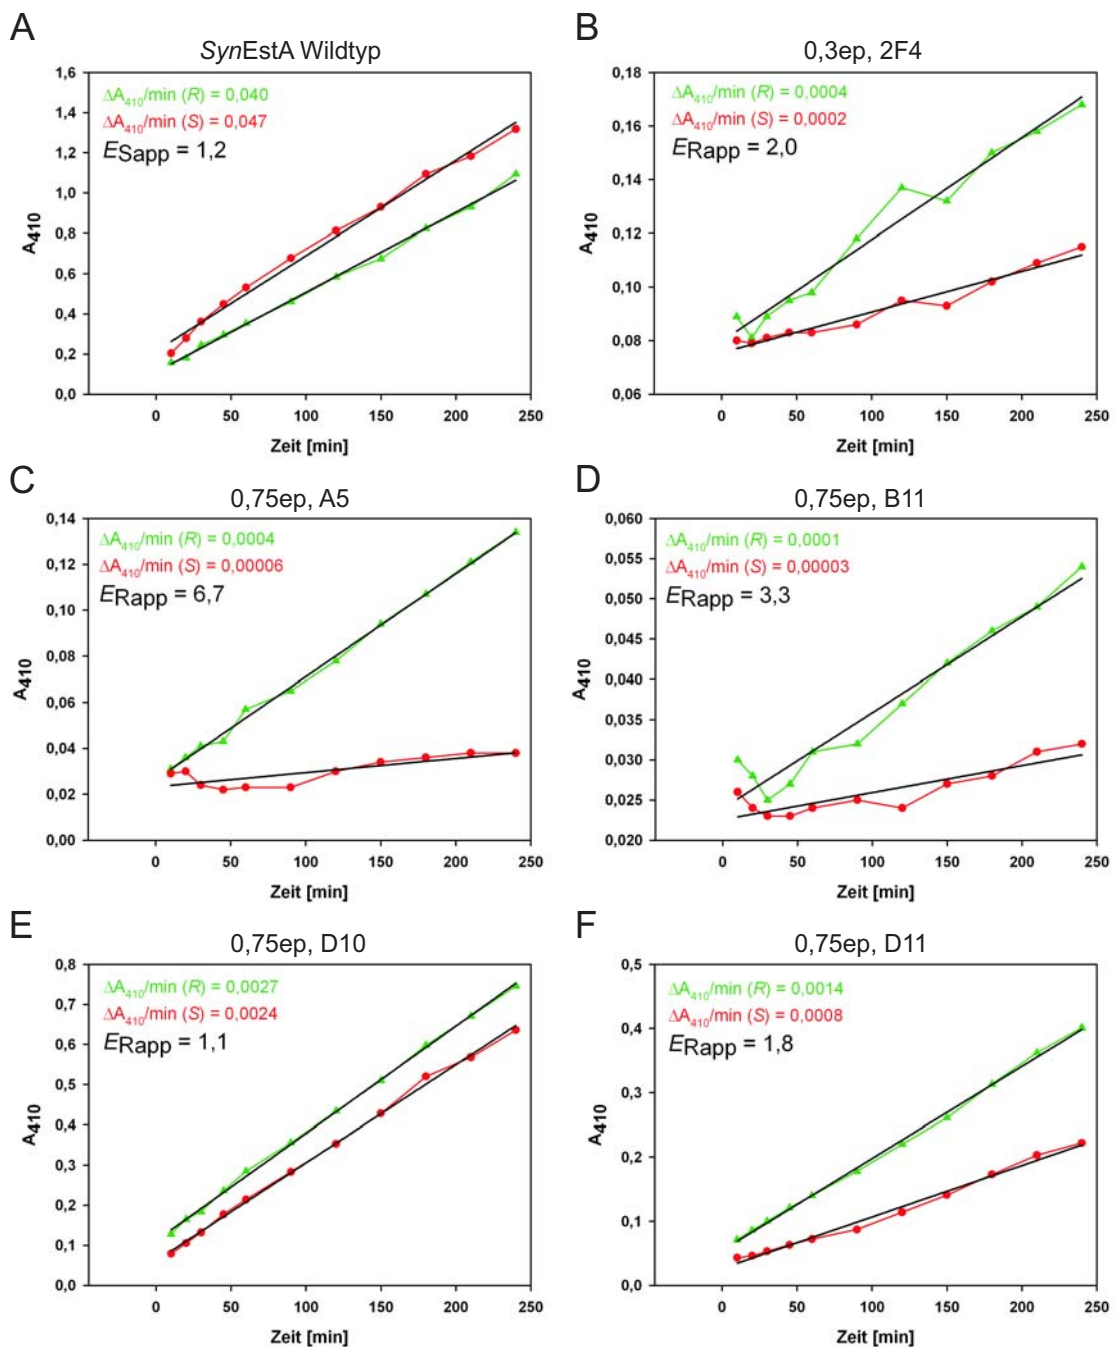 A
SynEstA Wildtyp
1,6
1,4
1,2
1,0
0,8
0,6
0,4
0,2
0,0
A410
ΔA410/min (R) = 0,040
ΔA410/min (S) = 0,047
ESapp = 1,2
0 50 100 150 200 250
Zeit [min]
B
0,3ep, 2F4
0,18
0,16
0,14
0,12
0,10
0,08
0,06
A410
ΔA410/min (R) = 0,0004
ΔA410/min (S) = 0,0002
ERapp = 2,0
0 50 100 150 200 250
Zeit [min]
C
0,75ep, A5
0,14
0,12
0,10
0,08
0,06
0,04
0,02
0,00
A410
ΔA410/min (R) = 0,0004
ΔA410/min (S) = 0,00006
ERapp = 6,7
0 50 100 150 200 250
Zeit [min]
D
0,75ep, B11
0,060
0,055
0,050
0,045
0,040
0,035
0,030
0,025
0,020
A410
ΔA410/min (R) = 0,0001
ΔA410/min (S) = 0,00003
ERapp = 3,3
0 50 100 150 200 250
Zeit [min]
E
0,75ep, D10
0,8
0,7
0,6
0,5
0,4
0,3
0,2
0,1
0,0
A410
ΔA410/min (R) = 0,0027
ΔA410/min (S) = 0,0024
ERapp = 1,1
0 50 100 150 200 250
Zeit [min]
F
0,75ep, D11
0,5
0,4
0,3
0,2
0,1
0,0
A410
ΔA410/min (R) = 0,0014
ΔA410/min (S) = 0,0008
ERapp = 1,8
0 50 100 150 200 250
Zeit [min]